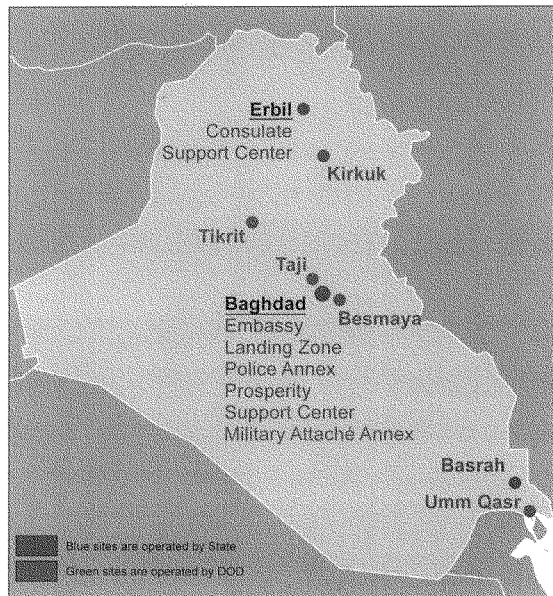 Erbil
Consulate
Support Center
Kirkuk
Tikrit
Taji
Baghdad
Besmaya
Embassy
Landing Zone
Police Annex
Prosperity
Support Center
Military Attaché Annex
Basrah
Umm Qasr
Blue sites are operated by State
Green sites are operated by DOD